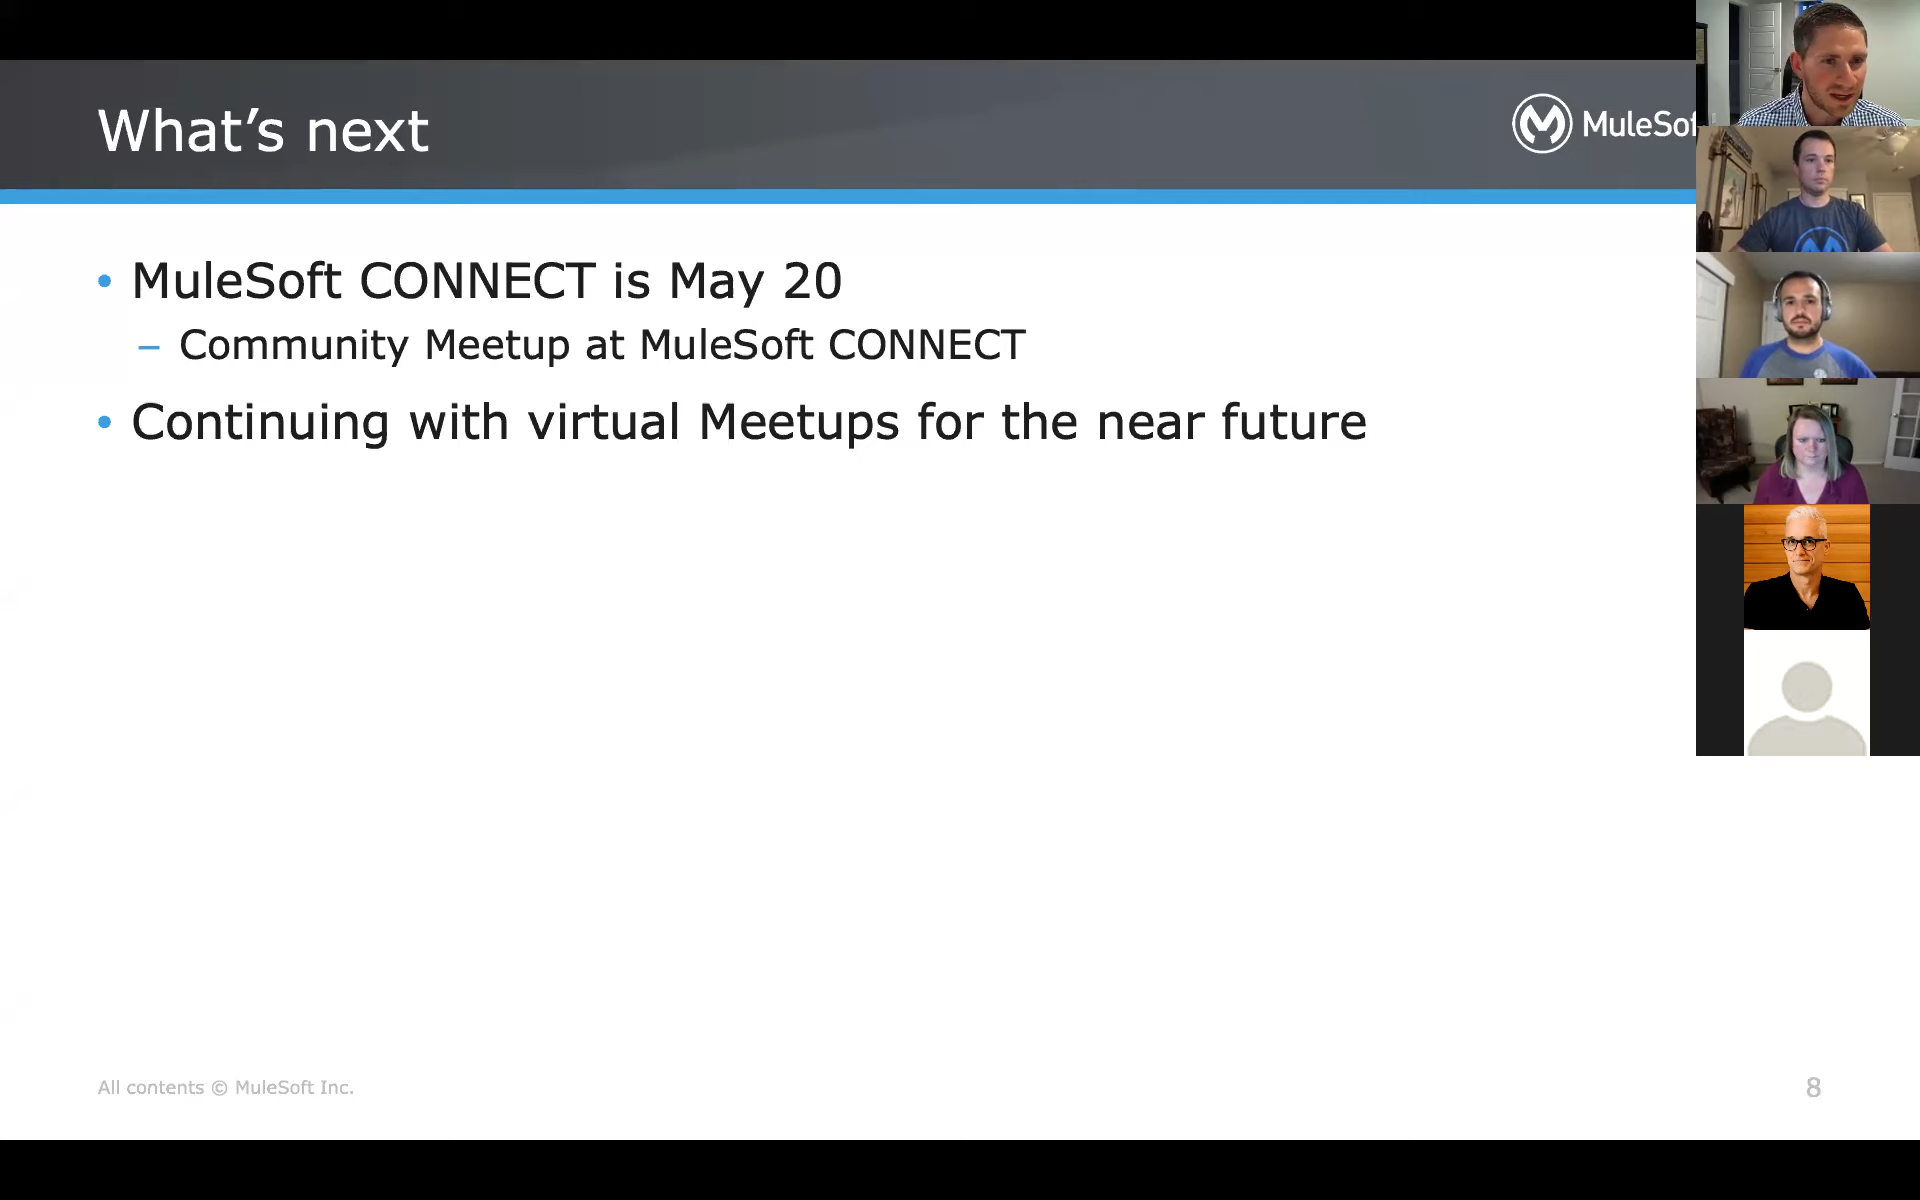 What's next
MuleSof
• MuleSoft CONNECT is May 20
– Community Meetup at MuleSoft CONNECT
• Continuing with virtual Meetups for the near future
All contents © MuleSoft Inc.
8